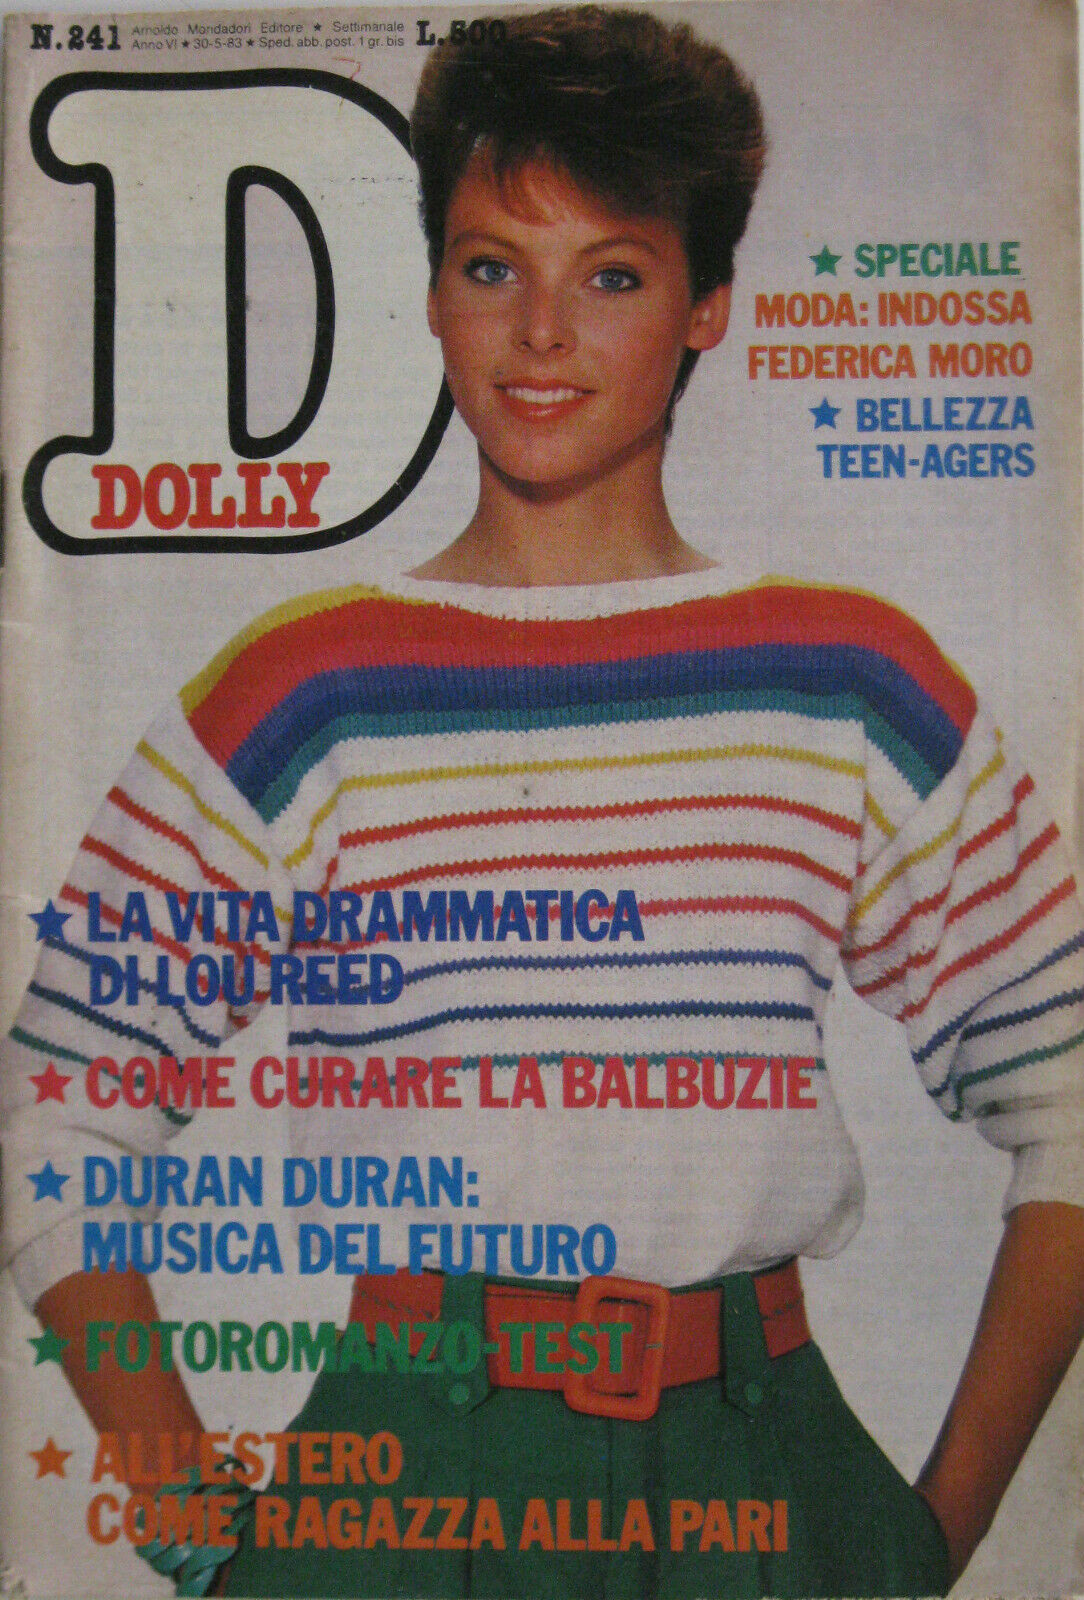 N.241 Arnoldo Mondadori Editore ★ Settimanale L.500
Anno VI ★ 30-5-83 ★ Sped. abb. post. 1 gr. bis
D
DOLLY
★ SPECIALE
MODA: INDOSSA
FEDERICA MORO
★ BELLEZZA
TEEN-AGERS
★ LA VITA DRAMMATICA
DI LOU REED
★ COME CURARE LA BALBUZIE
★ DURAN DURAN:
MUSICA DEL FUTURO
★ FOTOROMANZO-TEST
★ ALL'ESTERO
COME RAGAZZA ALLA PARI